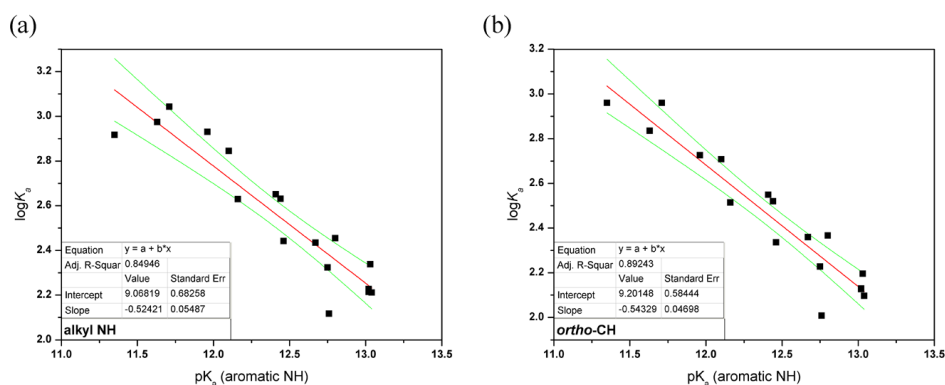 (a)
3.2
3.0
2.8
2.6
2.4
2.2
2.0
logKa
Equation y = a + b*x
Adj. R-Squar 0.84946
Value Standard Err
Intercept 9.06819 0.68258
Slope -0.52421 0.05487
alkyl NH
11.0 11.5 12.0 12.5 13.0 13.5
pKa (aromatic NH)
(b)
3.2
3.0
2.8
2.6
2.4
2.2
2.0
logKa
Equation y = a + b*x
Adj. R-Squar 0.89243
Value Standard Err
Intercept 9.20148 0.58444
Slope -0.54329 0.04698
ortho-CH
11.0 11.5 12.0 12.5 13.0 13.5
pKa (aromatic NH)